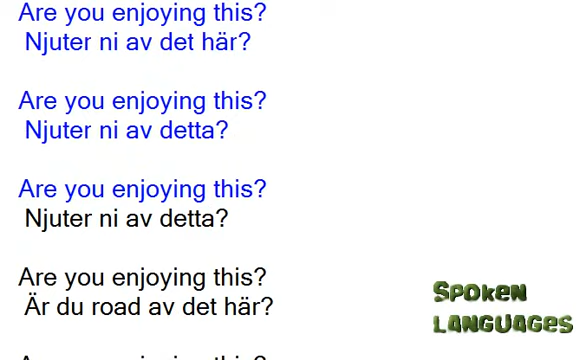 Are you enjoying this?
Njuter ni av det här?
Are you enjoying this?
Njuter ni av detta?
Are you enjoying this?
Njuter ni av detta?
Are you enjoying this?
Är du road av det här?
Spoken
Languages